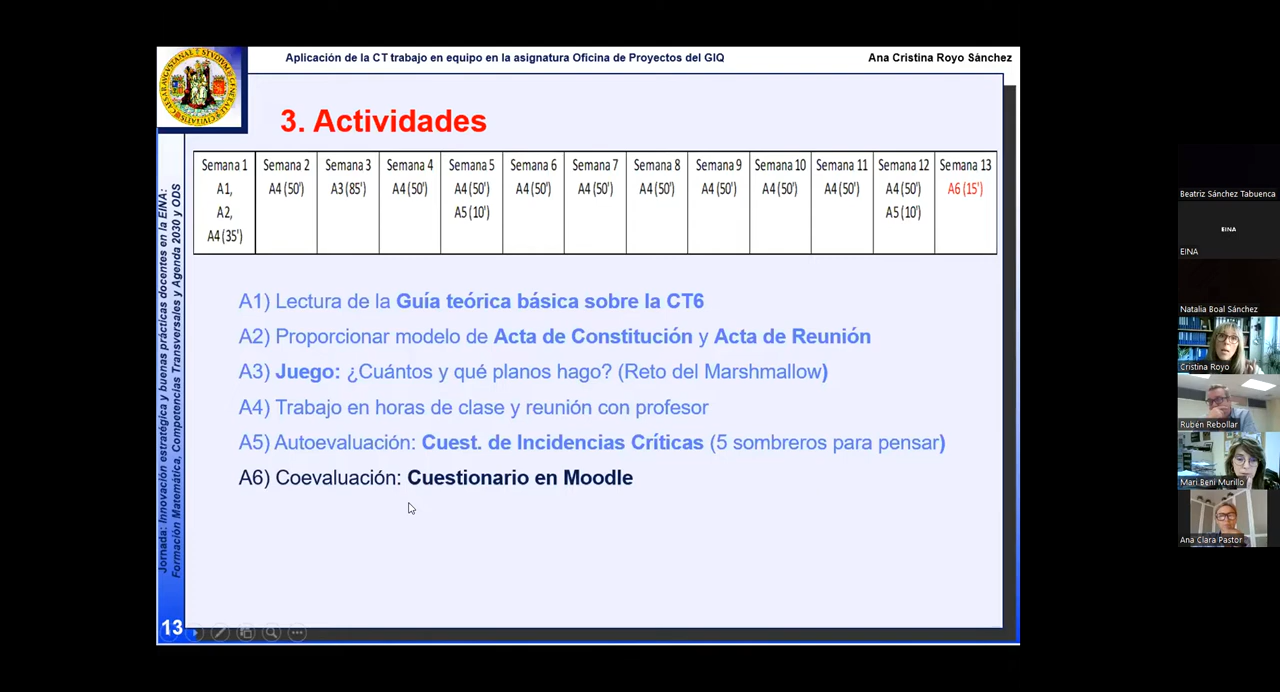 Aplicación de la CT trabajo en equipo en la asignatura Oficina de Proyectos del GIQ
Ana Cristina Royo Sánchez
3. Actividades
Semana 1 Semana 2 Semana 3 Semana 4 Semana 5 Semana 6 Semana 7 Semana 8 Semana 9 Semana 10 Semana 11 Semana 12 Semana 13
A1, A4 (50') A3 (85') A4 (50') A4 (50') A4 (50') A4 (50') A4 (50') A4 (50') A4 (50') A4 (50') A4 (50') A6 (15')
A2, A5 (10') A5 (10')
A4 (35')
A1) Lectura de la Guía teórica básica sobre la CT6
A2) Proporcionar modelo de Acta de Constitución y Acta de Reunión
A3) Juego: ¿Cuántos y qué planos hago? (Reto del Marshmallow)
A4) Trabajo en horas de clase y reunión con profesor
A5) Autoevaluación: Cuest. de Incidencias Críticas (5 sombreros para pensar)
A6) Coevaluación: Cuestionario en Moodle
Jornada: Innovación estratégica y buenas prácticas docentes en la EINA:
Formación Matemática, Competencias Transversales y Agenda 2030 y ODS
13
Beatriz Sánchez Tabuenca
EINA
EINA
Natalia Boal Sánchez
Cristina Royo
Rubén Rebollar
Mari Beni Murillo
Ana Clara Pastor